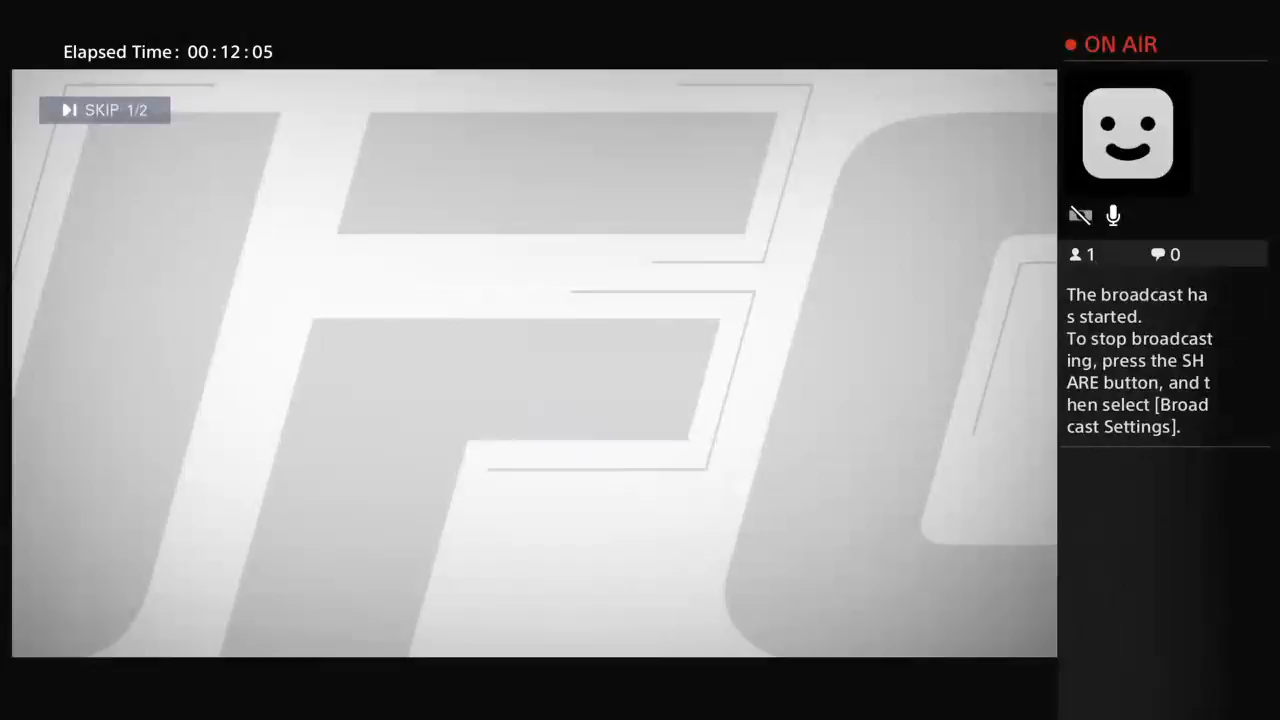 Elapsed Time: 00:12:05
ON AIR
SKIP 1/2
UFC
1
0
The broadcast ha
s started.
To stop broadcast
ing, press the SH
ARE button, and t
hen select [Broad
cast Settings].